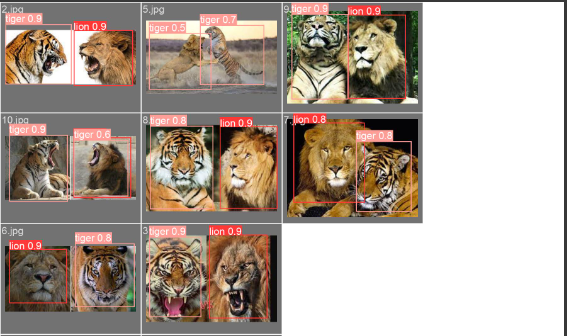 2.jpg
tiger 0.9
lion 0.9
5.jpg
tiger 0.5
tiger 0.7
9
tiger 0.9
lion 0.9
10.jpg
tiger 0.9
tiger 0.6
8
tiger 0.8
lion 0.9
7.jpg
lion 0.8
tiger 0.8
6.jpg
lion 0.9
tiger 0.8
3
tiger 0.9
lion 0.9